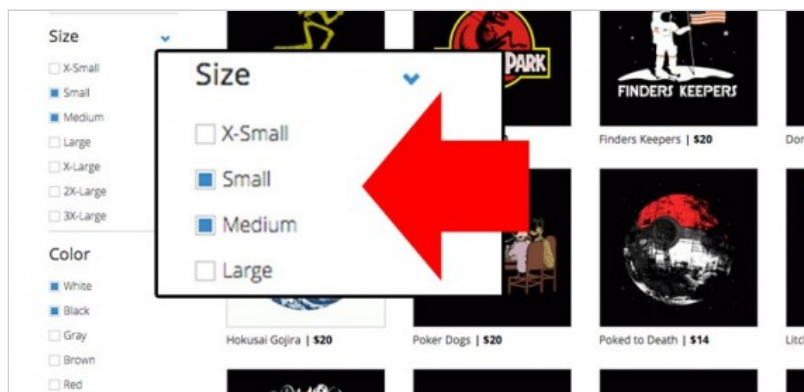 Size
X-Small
Small
Medium
Large
X-Large
2X-Large
3X-Large
Color
White
Black
Gray
Brown
Red
Size
X-Small
Small
Medium
Large
PARK
FINDERS KEEPERS
Finders Keepers | $20
Hokusai Gojira | $20
Poker Dogs | $20
Poked to Death | $14